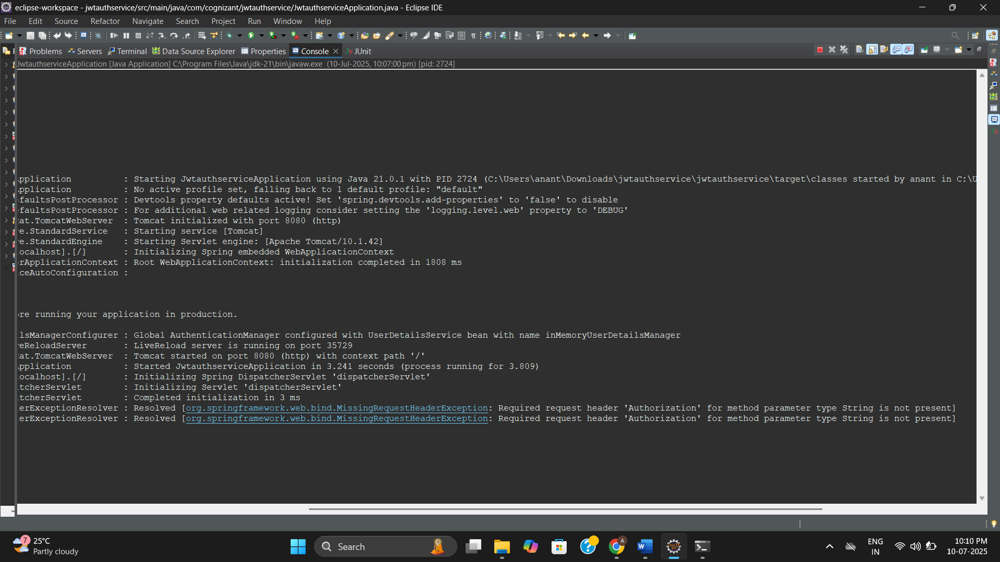 eclipse-workspace - jwtauthservice/src/main/java/com/cognizant/jwtauthservice/JwtauthserviceApplication.java - Eclipse IDE
File Edit Source Refactor Navigate Search Project Run Window Help
Problems Servers Terminal Data Source Explorer Properties Console JUnit
JwtauthserviceApplication [Java Application] C:\Program Files\Java\jdk-21\bin\javaw.exe (10-Jul-2025, 10:07:00 pm) [pid: 2724]
pplication : Starting JwtauthserviceApplication using Java 21.0.1 with PID 2724 (C:\Users\anant\Downloads\jwtauthservice\jwtauthservice\target\classes started by anant in C:\U
pplication : No active profile set, falling back to 1 default profile: "default"
faultsPostProcessor : Devtools property defaults active! Set 'spring.devtools.add-properties' to 'false' to disable
faultsPostProcessor : For additional web related logging consider setting the 'logging.level.web' property to 'DEBUG'
cat.TomcatWebServer : Tomcat initialized with port 8080 (http)
re.StandardService : Starting service [Tomcat]
re.StandardEngine : Starting Servlet engine: [Apache Tomcat/10.1.42]
ocalhost].[/] : Initializing Spring embedded WebApplicationContext
rApplicationContext : Root WebApplicationContext: initialization completed in 1808 ms
ceAutoConfiguration :
re running your application in production.
lsManagerConfigurer : Global AuthenticationManager configured with UserDetailsService bean with name inMemoryUserDetailsManager
eReloadServer : LiveReload server is running on port 35729
cat.TomcatWebServer : Tomcat started on port 8080 (http) with context path '/'
pplication : Started JwtauthserviceApplication in 3.241 seconds (process running for 3.809)
ocalhost].[/] : Initializing Spring DispatcherServlet 'dispatcherServlet'
tcherServlet : Initializing Servlet 'dispatcherServlet'
tcherServlet : Completed initialization in 3 ms
erExceptionResolver : Resolved [org.springframework.web.bind.MissingRequestHeaderException: Required request header 'Authorization' for method parameter type String is not present]
erExceptionResolver : Resolved [org.springframework.web.bind.MissingRequestHeaderException: Required request header 'Authorization' for method parameter type String is not present]
7
25°C
Partly cloudy
Search
ENG
IN
10:10 PM
10-07-2025